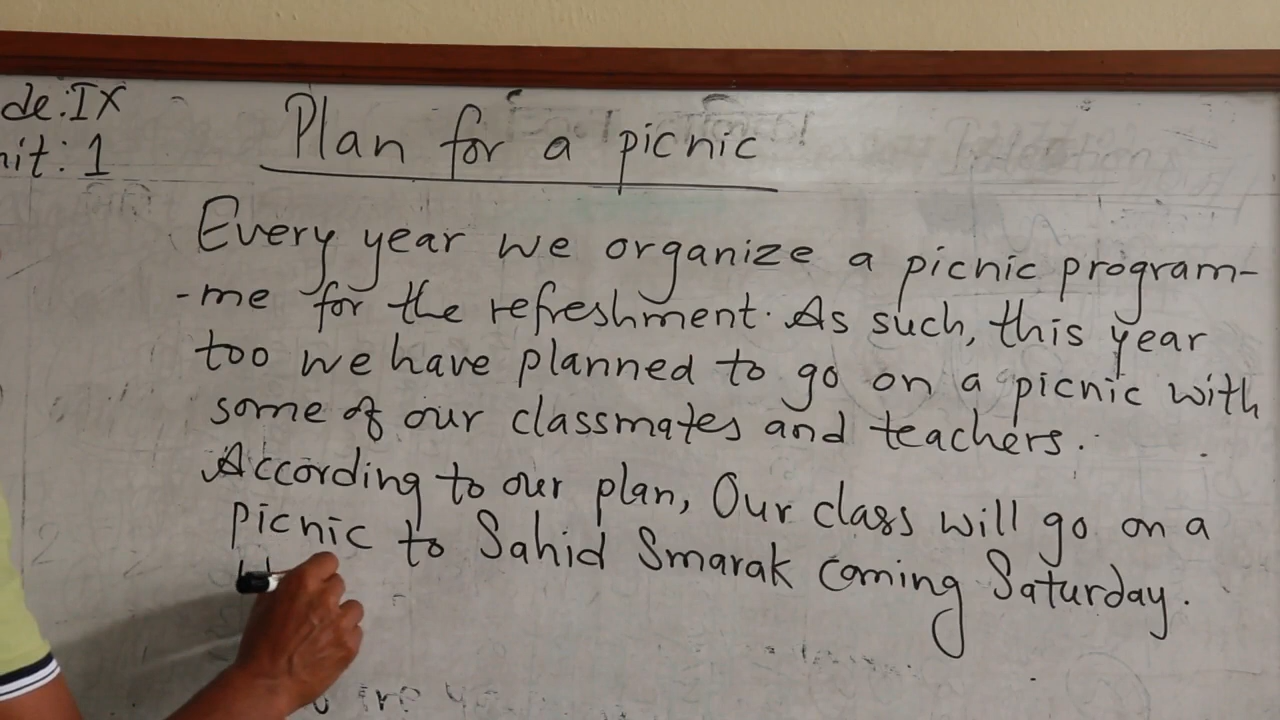 de: IX
nit: 1
Plan for a picnic
Every year we organize a picnic program-
-me for the refreshment. As such, this year
too we have planned to go on a picnic with
some of our classmates and teachers.
According to our plan, Our class will go on a
picnic to Sahid Smarak coming Saturday.